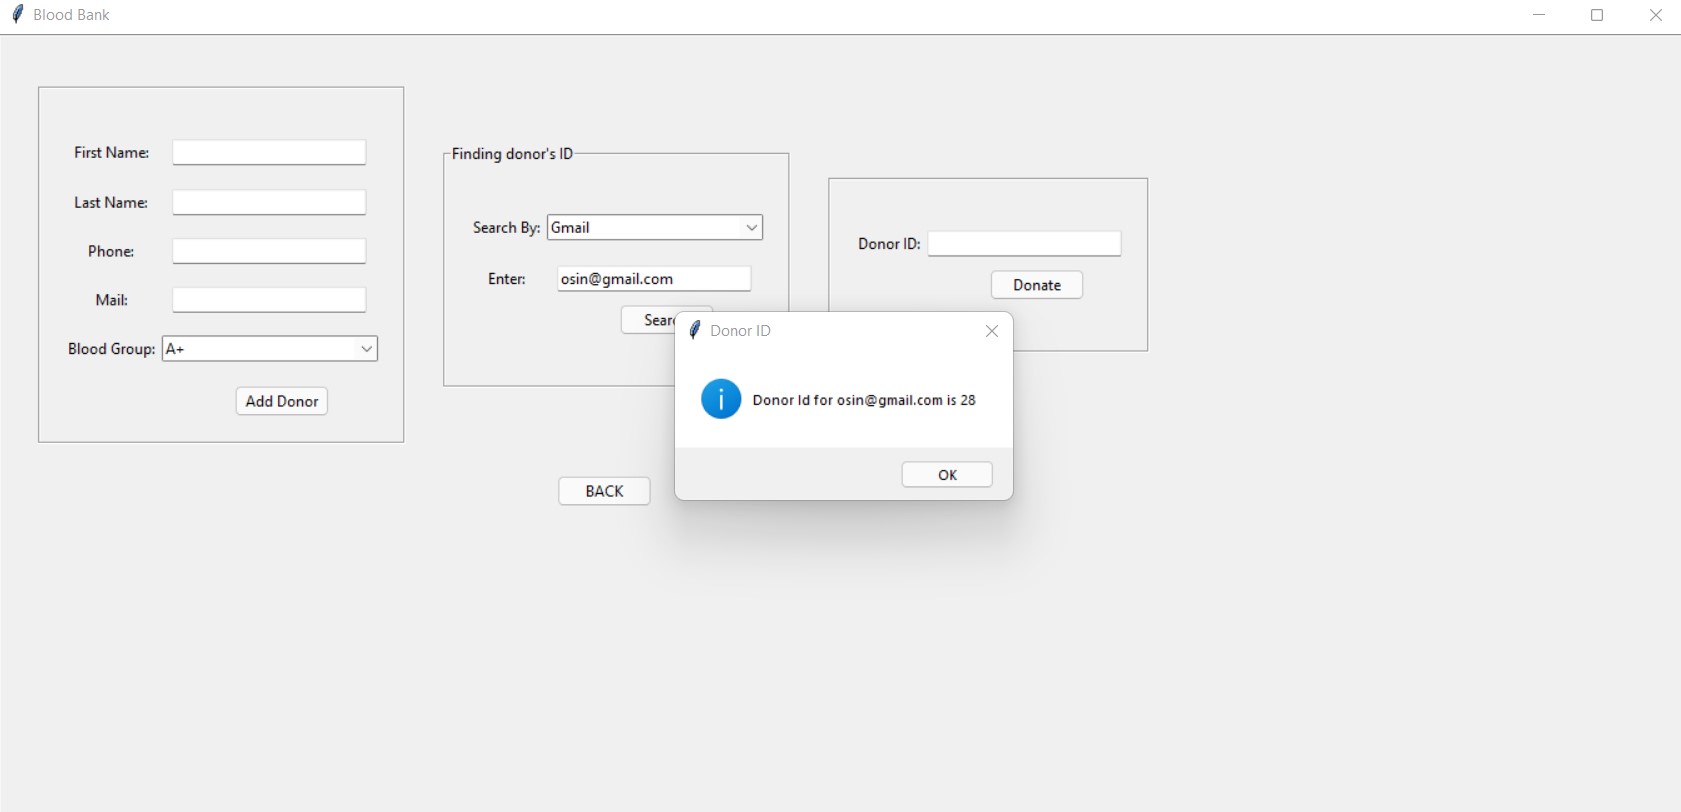 Blood Bank
First Name:
Last Name:
Phone:
Mail:
Blood Group: A+
Add Donor
Finding donor's ID
Search By: Gmail
Enter: osin@gmail.com
Sear
Donor ID:
Donate
Donor ID
Donor Id for osin@gmail.com is 28
OK
BACK